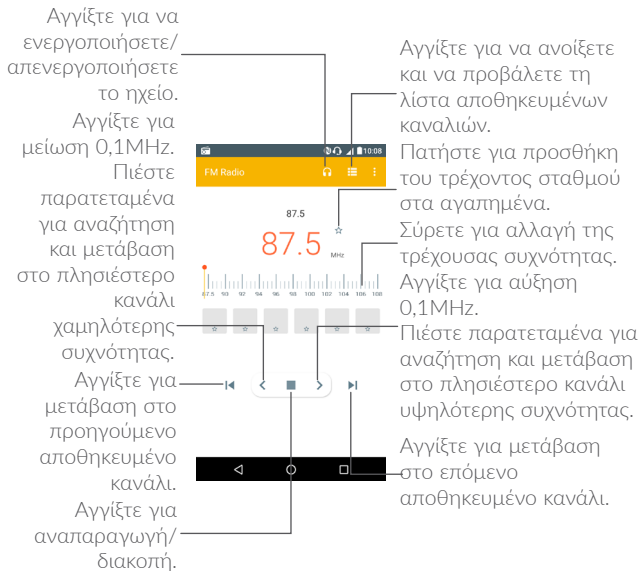 Αγγίξτε για να
ενεργοποιήσετε/
απενεργοποιήσετε
το ηχείο.
Αγγίξτε για
μείωση 0,1MHz.
Πιέστε
παρατεταμένα
για αναζήτηση
και μετάβαση
στο πλησιέστερο
κανάλι
χαμηλότερης
συχνότητας.
Αγγίξτε για
μετάβαση στο
προηγούμενο
αποθηκευμένο
κανάλι.
Αγγίξτε για
αναπαραγωγή/
διακοπή.
10:08
FM Radio
87.5
87.5
MHz
87.5 90 92 94 96 98 100 102 104 106 108
Αγγίξτε για να ανοίξετε
και να προβάλετε τη
λίστα αποθηκευμένων
καναλιών.
Πατήστε για προσθήκη
του τρέχοντος σταθμού
στα αγαπημένα.
Σύρετε για αλλαγή της
τρέχουσας συχνότητας.
Αγγίξτε για αύξηση
0,1MHz.
Πιέστε παρατεταμένα για
αναζήτηση και μετάβαση
στο πλησιέστερο κανάλι
υψηλότερης συχνότητας.
Αγγίξτε για μετάβαση
στο επόμενο
αποθηκευμένο κανάλι.